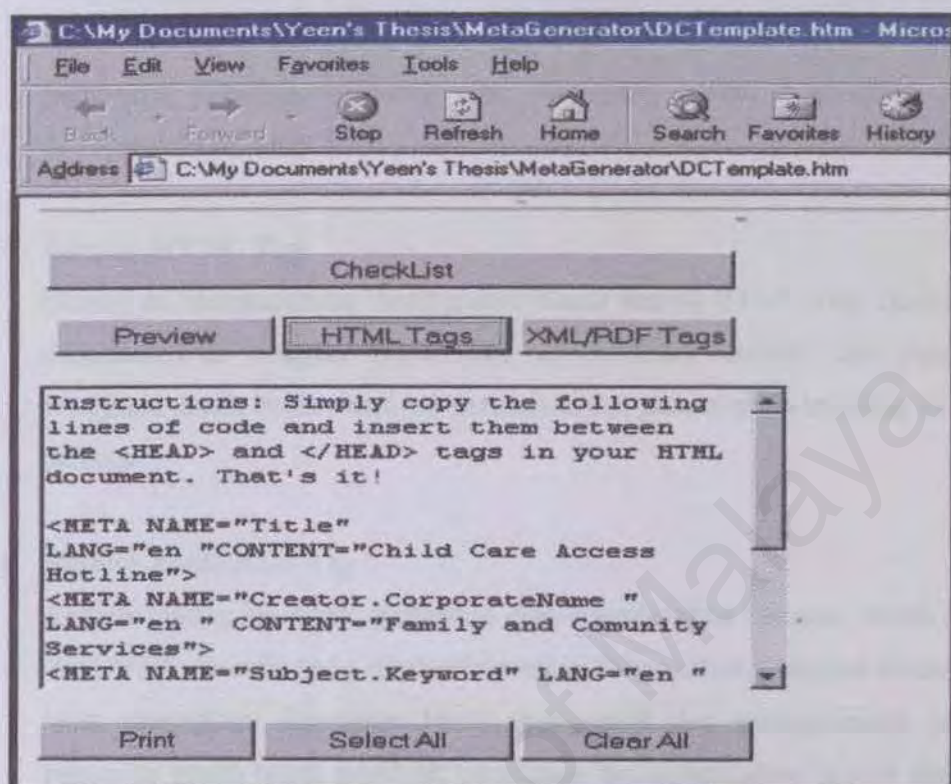 C:\My Documents\Yeen's Thesis\MetaGenerator\DCTemplate.htm - Micros
File Edit View Favorites Tools Help
Back Forward Stop Refresh Home Search Favorites History
Address C:\My Documents\Yeen's Thesis\MetaGenerator\DCTemplate.htm
CheckList
Preview HTML Tags XML/RDF Tags
Instructions: Simply copy the following
lines of code and insert them between
the <HEAD> and </HEAD> tags in your HTML
document. That's it!
<META NAME="Title"
LANG="en "CONTENT="Child Care Access
Hotline">
<META NAME="Creator.CorporateName "
LANG="en " CONTENT="Family and Comunity
Services">
<META NAME="Subject.Keyword" LANG="en "
Print Select All Clear All
of Malaya